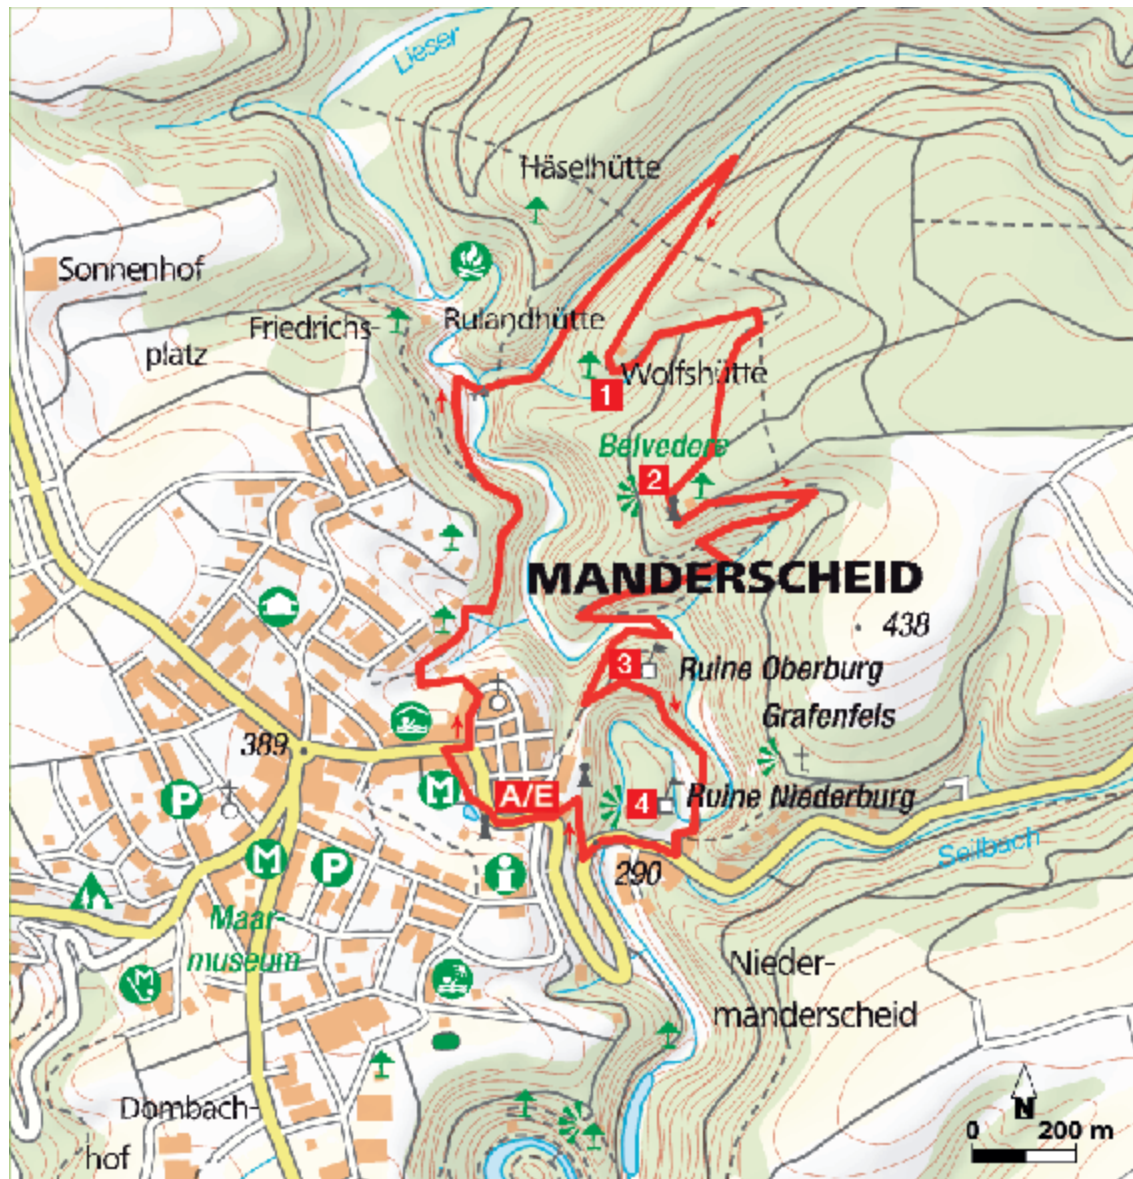 Lieser
Häselhütte
Sonnenhof
Friedrichs-
platz
Rulandhütte
Wolfshütte
1
Belvedere
2
MANDERSCHEID
438
3
Ruine Oberburg
Grafenfels
389
P
M
A/E
4
Ruine Niederburg
290
Seilbach
M
P
i
Maar-
museum
M
Nieder-
manderscheid
Dombach-
hof
N
0 200 m